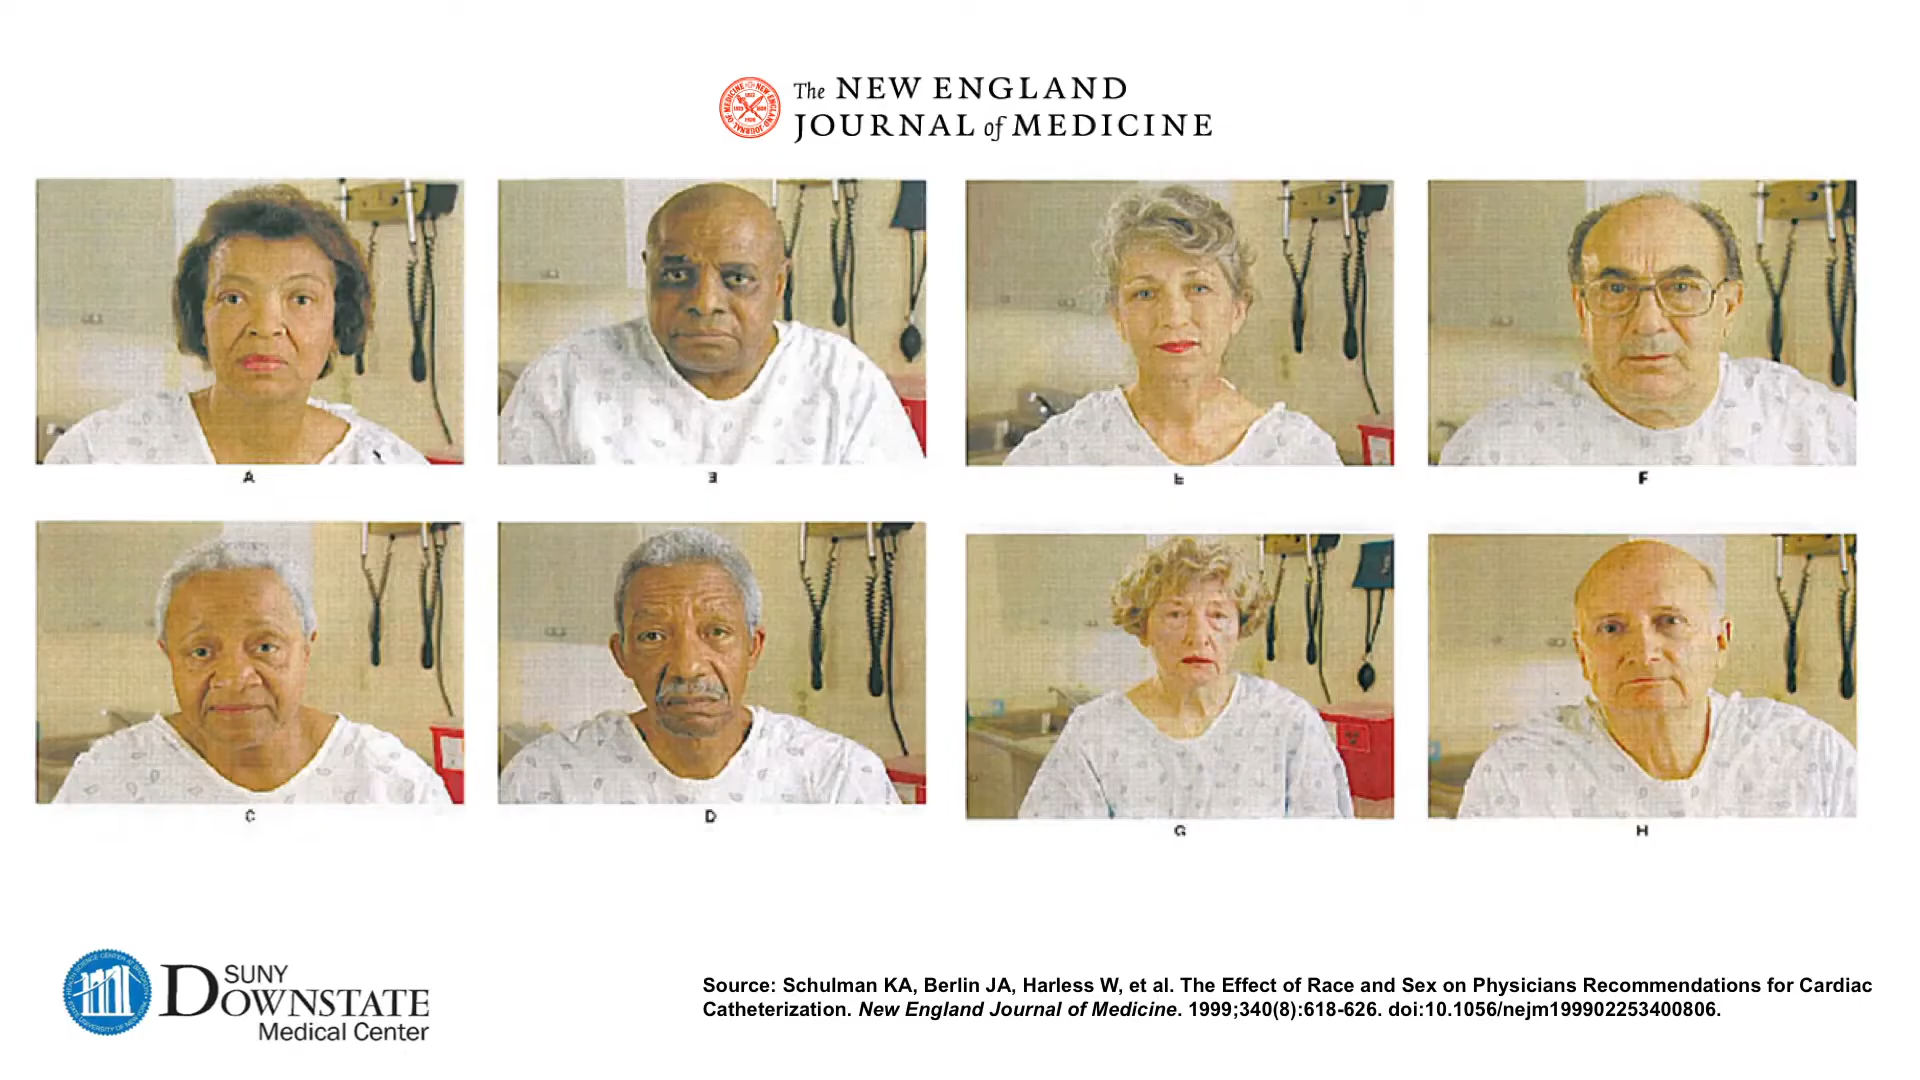 The NEW ENGLAND
JOURNAL of MEDICINE
A
B
E
F
C
D
G
H
SUNY
DOWNSTATE
Medical Center
Source: Schulman KA, Berlin JA, Harless W, et al. The Effect of Race and Sex on Physicians Recommendations for Cardiac
Catheterization. New England Journal of Medicine. 1999;340(8):618-626. doi:10.1056/nejm199902253400806.